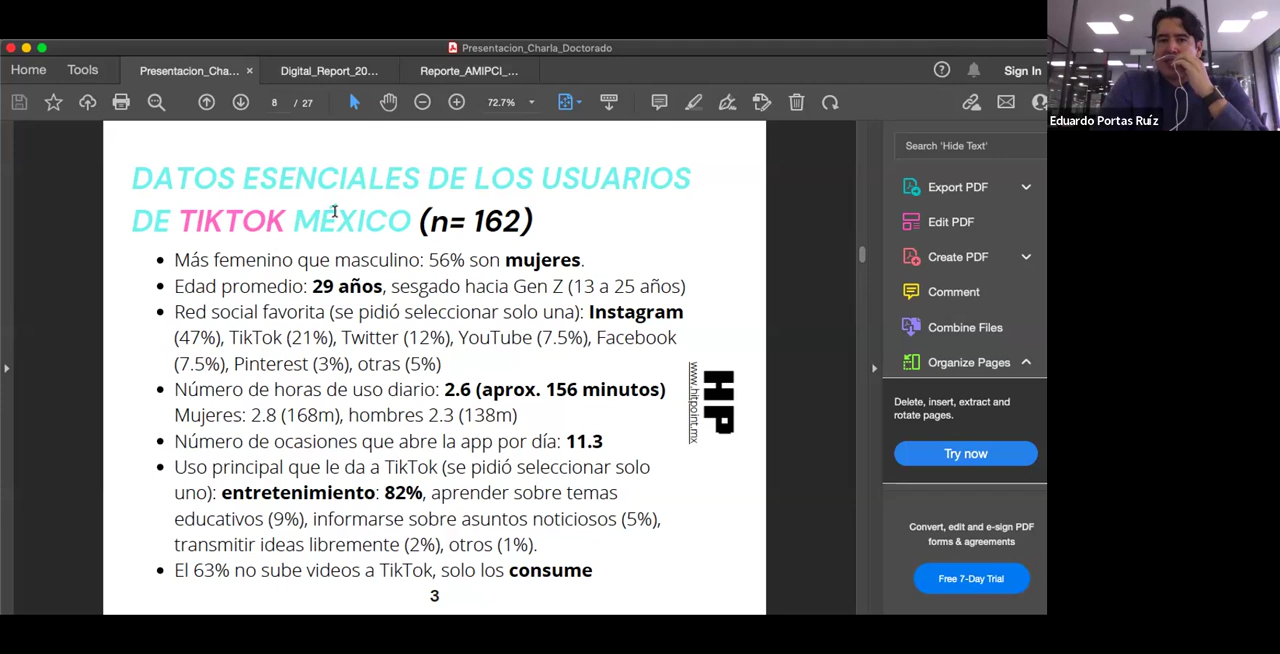 Presentacion_Charla_Doctorado
Home Tools Presentacion_Cha... × Digital_Report_20... Reporte_AMIPCI_... Sign In
8 / 27 72.7%
Eduardo Portas Ruíz
DATOS ESENCIALES DE LOS USUARIOS
DE TIKTOK MÉXICO (n= 162)
• Más femenino que masculino: 56% son mujeres.
• Edad promedio: 29 años, sesgado hacia Gen Z (13 a 25 años)
• Red social favorita (se pidió seleccionar solo una): Instagram
(47%), TikTok (21%), Twitter (12%), YouTube (7.5%), Facebook
(7.5%), Pinterest (3%), otras (5%)
• Número de horas de uso diario: 2.6 (aprox. 156 minutos)
Mujeres: 2.8 (168m), hombres 2.3 (138m)
• Número de ocasiones que abre la app por día: 11.3
• Uso principal que le da a TikTok (se pidió seleccionar solo
uno): entretenimiento: 82%, aprender sobre temas
educativos (9%), informarse sobre asuntos noticiosos (5%),
transmitir ideas libremente (2%), otros (1%).
• El 63% no sube videos a TikTok, solo los consume
3
HP
www.hitpoint.mx
Search 'Hide Text'
Export PDF
Edit PDF
Create PDF
Comment
Combine Files
Organize Pages
Delete, insert, extract and
rotate pages.
Try now
Convert, edit and e-sign PDF
forms & agreements
Free 7-Day Trial